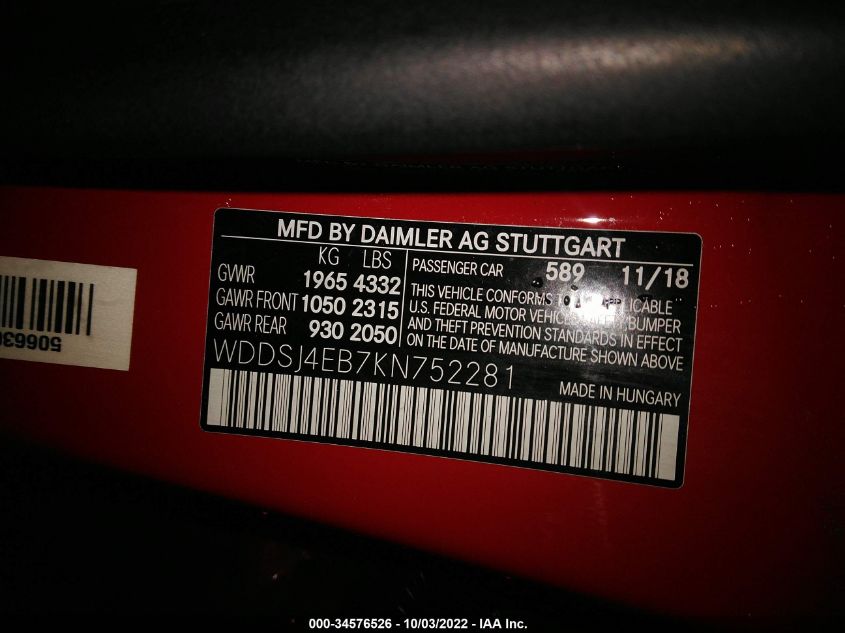 MFD BY DAIMLER AG STUTTGART
KG LBS
GVWR 1965 4332
GAWR FRONT 1050 2315
GAWR REAR 930 2050
PASSENGER CAR 589 11/18
THIS VEHICLE CONFORMS
U.S. FEDERAL MOTOR BUMPER
AND THEFT PREVENTION STANDARDS IN EFFECT
ON THE DATE OF MANUFACTURE SHOWN ABOVE
WDDSJ4EB7KN752281
MADE IN HUNGARY
000-34576526 - 10/03/2022 - IAA Inc.